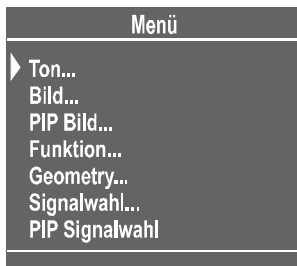 Menü
Ton...
Bild...
PIP Bild...
Funktion...
Geometry...
Signalwahl...
PIP Signalwahl